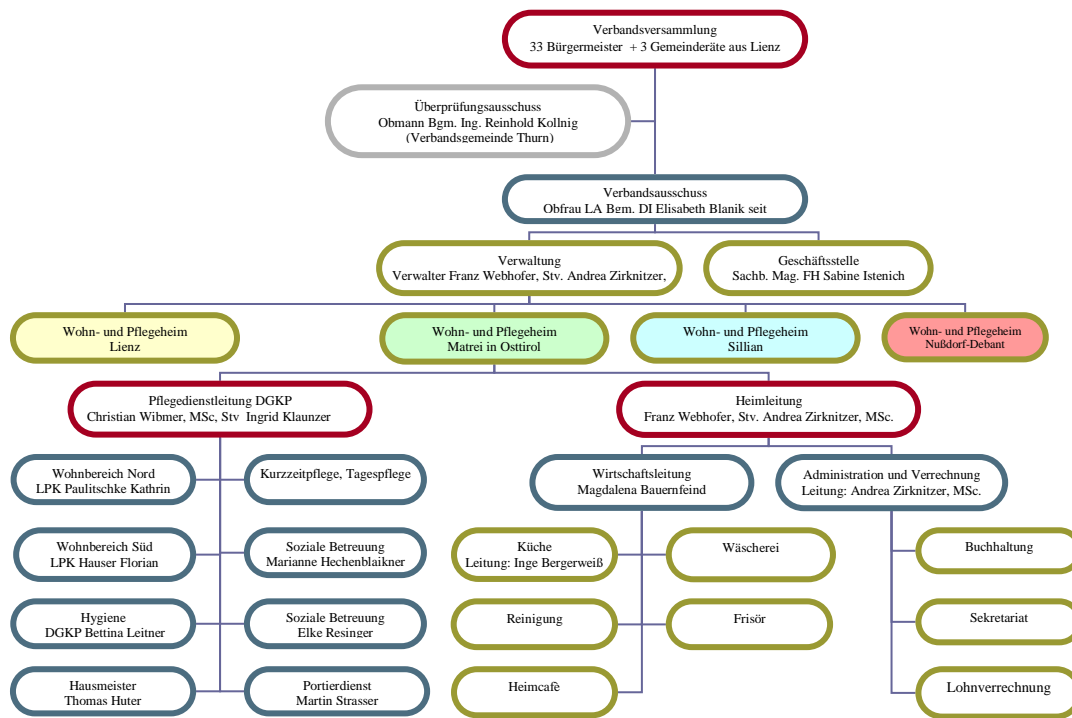 Verbandsversammlung
33 Bürgermeister + 3 Gemeinderäte aus Lienz
Überprüfungsausschuss
Obmann Bgm. Ing. Reinhold Kollnig
(Verbandsgemeinde Thurn)
Verbandsausschuss
Obfrau LA Bgm. DI Elisabeth Blanik seit
Verwaltung
Verwalter Franz Webhofer, Stv. Andrea Zirknitzer,
Geschäftsstelle
Sachb. Mag. FH Sabine Istenich
Wohn- und Pflegeheim
Lienz
Wohn- und Pflegeheim
Matrei in Osttirol
Wohn- und Pflegeheim
Sillian
Wohn- und Pflegeheim
Nußdorf-Debant
Pflegedienstleitung DGKP
Christian Wibmer, MSc, Stv Ingrid Klaunzer
Heimleitung
Franz Webhofer, Stv. Andrea Zirknitzer, MSc.
Wohnbereich Nord
LPK Paulitschke Kathrin
Kurzzeitpflege, Tagespflege
Wirtschaftsleitung
Magdalena Bauernfeind
Administration und Verrechnung
Leitung: Andrea Zirknitzer, MSc.
Wohnbereich Süd
LPK Hauser Florian
Soziale Betreuung
Marianne Hechenblaikner
Küche
Leitung: Inge Bergerweiß
Wäscherei
Buchhaltung
Hygiene
DGKP Bettina Leitner
Soziale Betreuung
Elke Resinger
Reinigung
Frisör
Sekretariat
Hausmeister
Thomas Huter
Portierdienst
Martin Strasser
Heimcafè
Lohnverrechnung